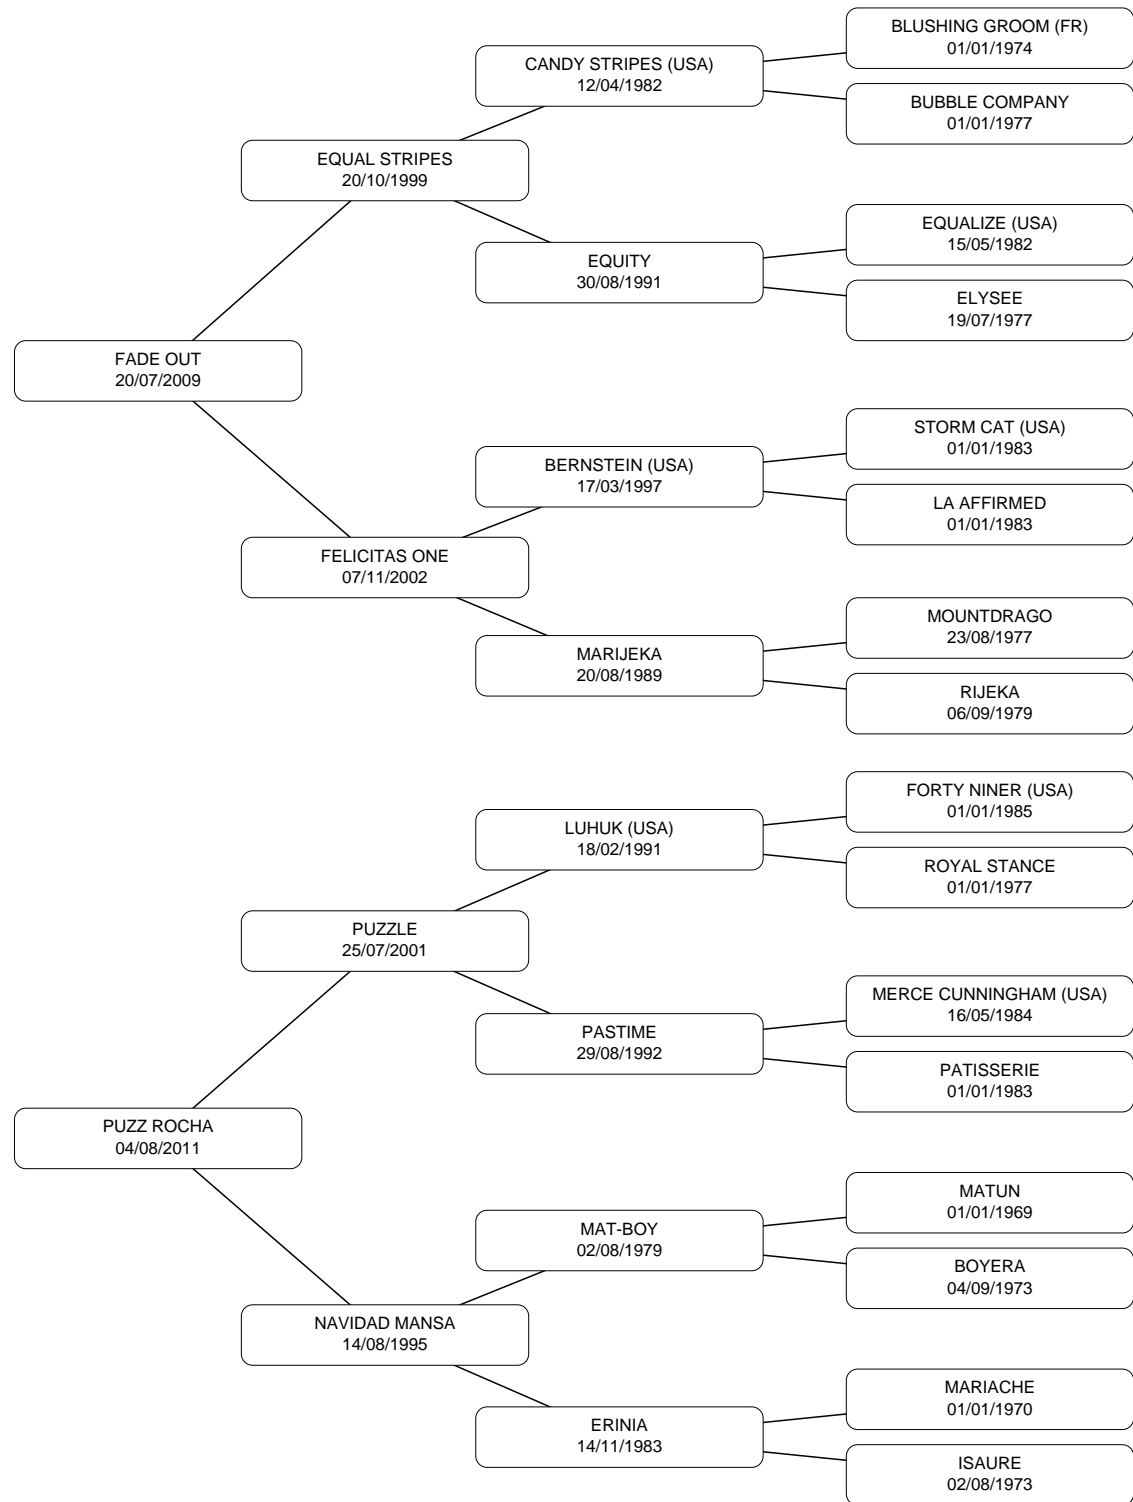 BLUSHING GROOM (FR)
01/01/1974
CANDY STRIPES (USA)
12/04/1982
BUBBLE COMPANY
01/01/1977
EQUAL STRIPES
20/10/1999
EQUALIZE (USA)
15/05/1982
EQUITY
30/08/1991
ELYSEE
19/07/1977
FADE OUT
20/07/2009
STORM CAT (USA)
01/01/1983
BERNSTEIN (USA)
17/03/1997
LA AFFIRMED
01/01/1983
FELICITAS ONE
07/11/2002
MOUNTDRAGO
23/08/1977
MARIJEKA
20/08/1989
RIJEKA
06/09/1979
FORTY NINER (USA)
01/01/1985
LUHUK (USA)
18/02/1991
ROYAL STANCE
01/01/1977
PUZZLE
25/07/2001
MERCE CUNNINGHAM (USA)
16/05/1984
PASTIME
29/08/1992
PATISSERIE
01/01/1983
PUZZ ROCHA
04/08/2011
MATUN
01/01/1969
MAT-BOY
02/08/1979
BOYERA
04/09/1973
NAVIDAD MANSA
14/08/1995
MARIACHE
01/01/1970
ERINIA
14/11/1983
ISAURE
02/08/1973